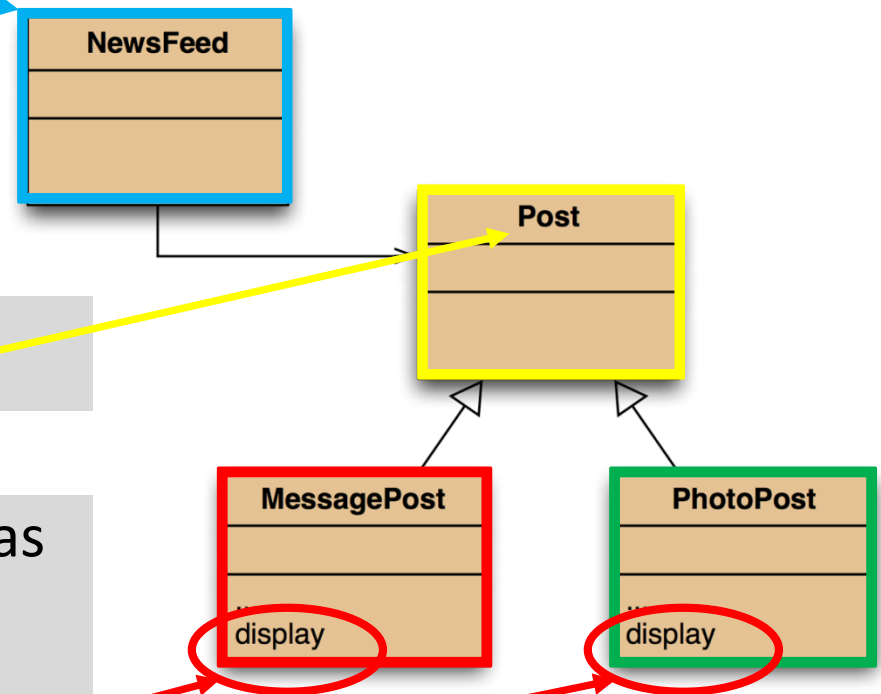 NewsFeed
Post
as
MessagePost
PhotoPost
...
display
...
display